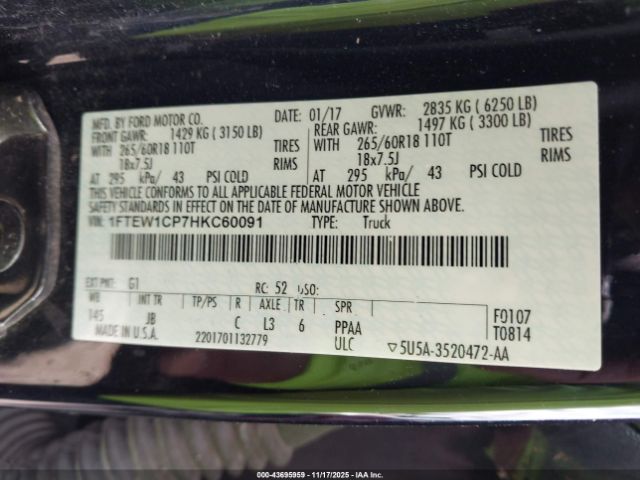 MFD. BY FORD MOTOR CO.
DATE: 01/17 GVWR: 2835 KG ( 6250 LB)
FRONT GAWR: 1429 KG ( 3150 LB) REAR GAWR: 1497 KG ( 3300 LB)
WITH 265/60R18 110T TIRES WITH 265/60R18 110T TIRES
18x7.5J RIMS 18x7.5J RIMS
AT 295 kPa/ 43 PSI COLD AT 295 kPa/ 43 PSI COLD
THIS VEHICLE CONFORMS TO ALL APPLICABLE FEDERAL MOTOR VEHICLE
SAFETY STANDARDS IN EFFECT ON THE DATE OF MANUFACTURE SHOWN ABOVE.
VIN: 1FTEW1CP7HKC60091 TYPE: Truck
EXT PNT: G1 RC: 52 DSO:
WB INT TR TP/PS R AXLE TR SPR F0107
145 JB C L3 6 PPAA T0814
MADE IN U.S.A. 2201701132779 ULC ▽5U5A-3520472-AA
000-43695959 - 11/17/2025 - IAAI.COM